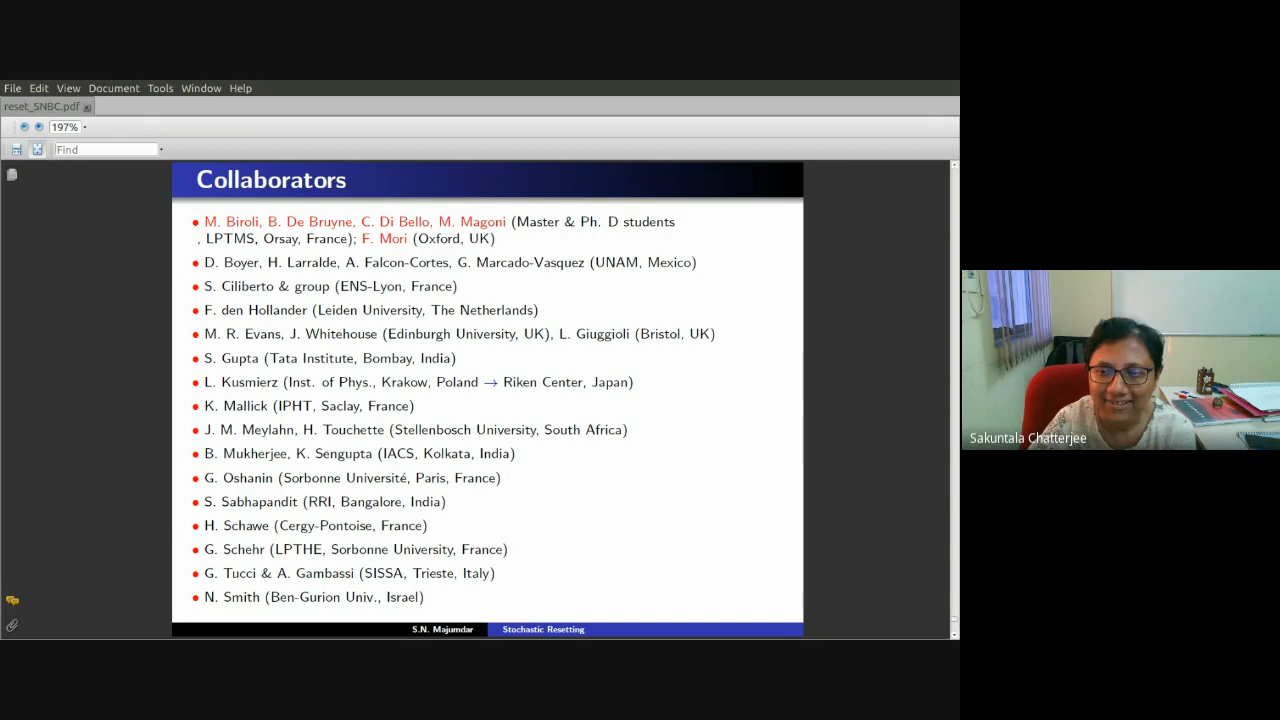 File Edit View Document Tools Window Help
reset_SNBC.pdf
197%
Find
Collaborators
• M. Biroli, B. De Bruyne, C. Di Bello, M. Magoni (Master & Ph. D students
, LPTMS, Orsay, France); F. Mori (Oxford, UK)
• D. Boyer, H. Larralde, A. Falcon-Cortes, G. Marcado-Vasquez (UNAM, Mexico)
• S. Ciliberto & group (ENS-Lyon, France)
• F. den Hollander (Leiden University, The Netherlands)
• M. R. Evans, J. Whitehouse (Edinburgh University, UK), L. Giuggioli (Bristol, UK)
• S. Gupta (Tata Institute, Bombay, India)
• L. Kusmierz (Inst. of Phys., Krakow, Poland → Riken Center, Japan)
• K. Mallick (IPHT, Saclay, France)
• J. M. Meylahn, H. Touchette (Stellenbosch University, South Africa)
• B. Mukherjee, K. Sengupta (IACS, Kolkata, India)
• G. Oshanin (Sorbonne Université, Paris, France)
• S. Sabhapandit (RRI, Bangalore, India)
• H. Schawe (Cergy-Pontoise, France)
• G. Schehr (LPTHE, Sorbonne University, France)
• G. Tucci & A. Gambassi (SISSA, Trieste, Italy)
• N. Smith (Ben-Gurion Univ., Israel)
S.N. Majumdar Stochastic Resetting
Sakuntala Chatterjee